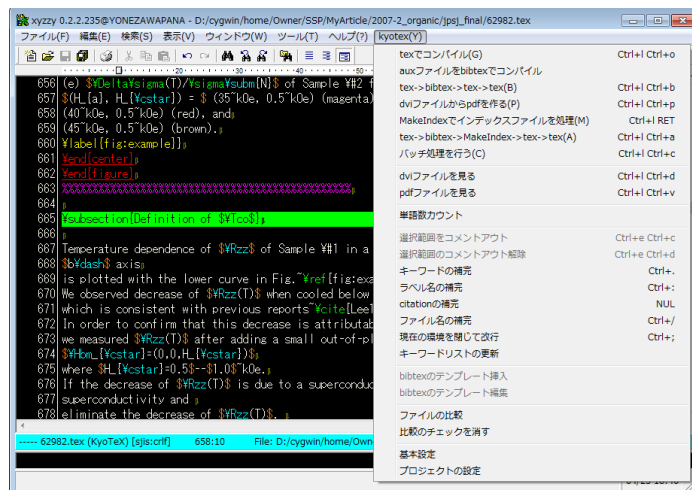 xyzzy 0.2.2.235@YONEZAWAPANA - D:/cygwin/home/Owner/SSP/MyArticle/2007-2_organic/jpsj_final/62982.tex
ファイル(F) 編集(E) 検索(S) 表示(V) ウィンドウ(W) ツール(T) ヘルプ(?) kyotex(Y)
656 (e) $¥Delta¥sigma(T)/¥sigma¥subm{N}$ of Sample ¥#2 f
657 $(H_{a}, H_{¥cstar}) = $ (35~kOe, 0.5~kOe) (magenta)
658 (40~kOe, 0.5~kOe) (red), and
659 (45~kOe, 0.5~kOe) (brown).
660 ¥label{fig:example}}
661 ¥end{center}
662 ¥end{figure}
663 %%%%%%%%%%%%%%%%%%%%%%%%%%%%%%%%%%%%%%%%%%%%
664
665 ¥subsection{Definition of $¥Tco$}
666
667 Temperature dependence of $¥Rzz$ of Sample ¥#1 in a
668 $b¥dash$ axis
669 is plotted with the lower curve in Fig.~¥ref{fig:exa
670 We observed decrease of $¥Rzz(T)$ when cooled below
671 which is consistent with previous reports~¥cite{Lee1
672 In order to confirm that this decrease is attributab
673 we measured $¥Rzz(T)$ after adding a small out-of-pl
674 $¥Hbm_{¥cstar}=(0,0,H_{¥cstar})$
675 where $H_{¥cstar}=0.5$--$1.0$~kOe.
676 If the decrease of $¥Rzz(T)$ is due to a superconduc
677 superconductivity and
678 eliminate the decrease of $¥Rzz(T)$.
----- 62982.tex (KyoTeX) [sjis:crlf] 658:10 File: D:/cygwin/home/Own
texでコンパイル(G) Ctrl+l Ctrl+o
auxファイルをbibtexでコンパイル
tex->bibtex->tex->tex(B) Ctrl+l Ctrl+b
dviファイルからpdfを作る(P) Ctrl+l Ctrl+p
MakeIndexでインデックスファイルを処理(M) Ctrl+l RET
tex->bibtex->MakeIndex->tex->tex(A) Ctrl+l Ctrl+a
バッチ処理を行う(C) Ctrl+l Ctrl+c
dviファイルを見る Ctrl+l Ctrl+d
pdfファイルを見る Ctrl+l Ctrl+v
単語数カウント
選択範囲をコメントアウト Ctrl+e Ctrl+c
選択範囲のコメントアウト解除 Ctrl+e Ctrl+d
キーワードの補完 Ctrl+.
ラベル名の補完 Ctrl+:
citationの補完 NUL
ファイル名の補完 Ctrl+/
現在の環境を閉じて改行 Ctrl+;
キーワードリストの更新
bibtexのテンプレート挿入
bibtexのテンプレート編集
ファイルの比較
比較のチェックを消す
基本設定
プロジェクトの設定